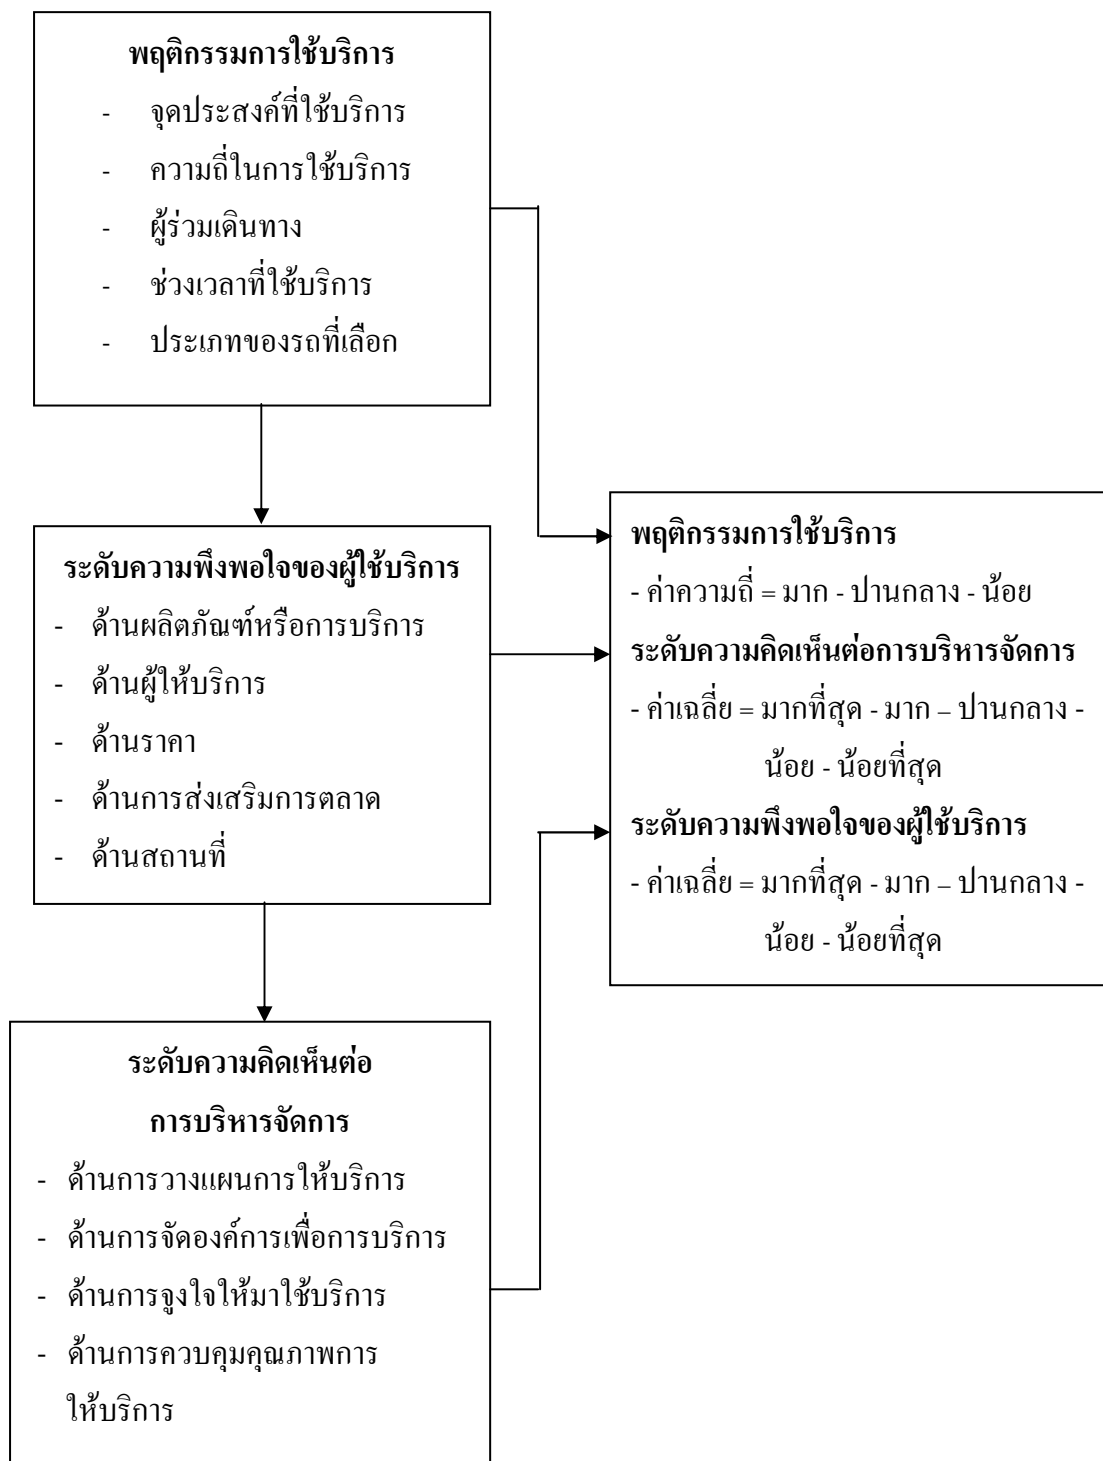 พฤติกรรมการใช้บริการ
- จุดประสงค์ที่ใช้บริการ
- ความถี่ในการใช้บริการ
- ผู้ร่วมเดินทาง
- ช่วงเวลาที่ใช้บริการ
- ประเภทของรถที่เลือก
ระดับความพึงพอใจของผู้ใช้บริการ
- ด้านผลิตภัณฑ์หรือการบริการ
- ด้านผู้ให้บริการ
- ด้านราคา
- ด้านการส่งเสริมการตลาด
- ด้านสถานที่
ระดับความคิดเห็นต่อ
การบริหารจัดการ
- ด้านการวางแผนการให้บริการ
- ด้านการจัดองค์การเพื่อการบริการ
- ด้านการจูงใจให้มาใช้บริการ
- ด้านการควบคุมคุณภาพการ
ให้บริการ
พฤติกรรมการใช้บริการ
- ค่าความถี่ = มาก - ปานกลาง - น้อย
ระดับความคิดเห็นต่อการบริหารจัดการ
- ค่าเฉลี่ย = มากที่สุด - มาก – ปานกลาง -
น้อย - น้อยที่สุด
ระดับความพึงพอใจของผู้ใช้บริการ
- ค่าเฉลี่ย = มากที่สุด - มาก – ปานกลาง -
น้อย - น้อยที่สุด